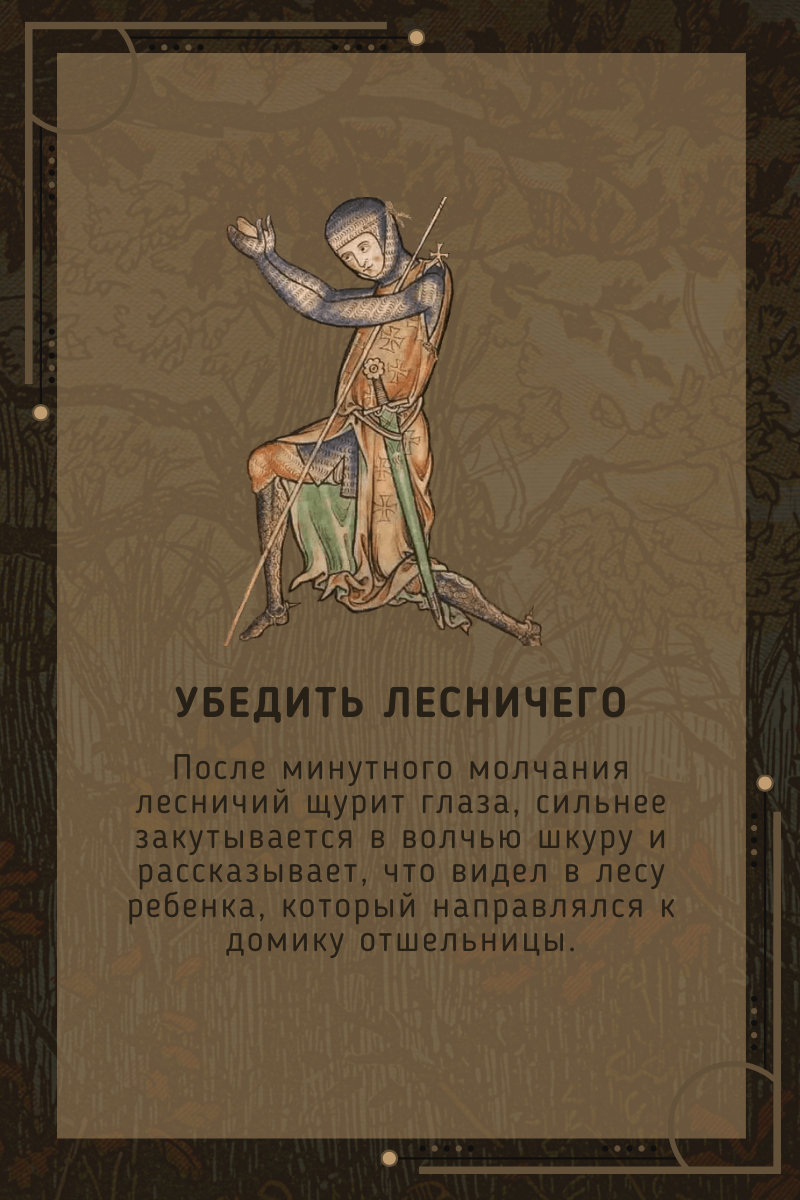 УБЕДИТЬ ЛЕСНИЧЕГО
После минутного молчания
лесничий щурит глаза, сильнее
закутывается в волчью шкуру и
рассказывает, что видел в лесу
ребенка, который направлялся к
домику отшельницы.